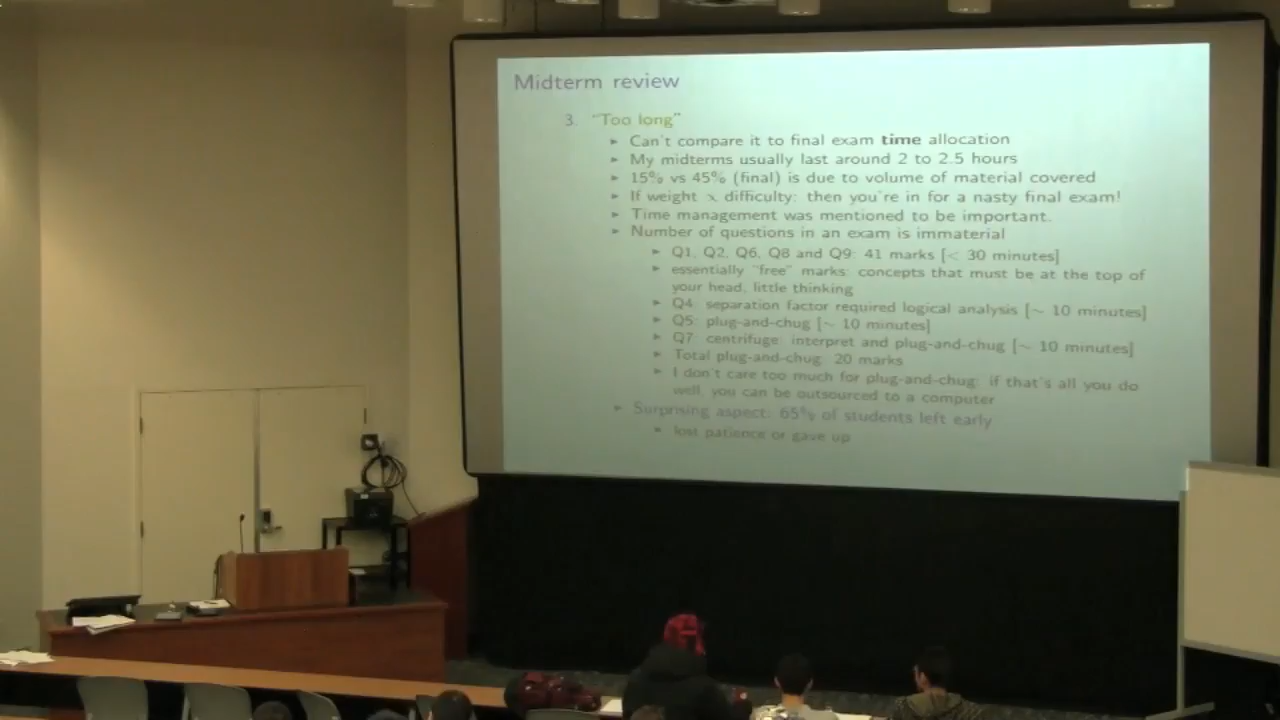 Midterm review
3. "Too long"
► Can't compare it to final exam time allocation
► My midterms usually last around 2 to 2.5 hours
► 15% vs 45% (final) is due to volume of material covered
► If weight ∝ difficulty: then you're in for a nasty final exam!
► Time management was mentioned to be important.
► Number of questions in an exam is immaterial
► Q1, Q2, Q6, Q8 and Q9: 41 marks [< 30 minutes]
► essentially "free" marks: concepts that must be at the top of
your head, little thinking
► Q4: separation factor required logical analysis [∼ 10 minutes]
► Q5: plug-and-chug [∼ 10 minutes]
► Q7: centrifuge: interpret and plug-and-chug [∼ 10 minutes]
► Total plug-and-chug: 20 marks
► I don't care too much for plug-and-chug: if that's all you do
well, you can be outsourced to a computer
► Surprising aspect: 65% of students left early
► lost patience or gave up